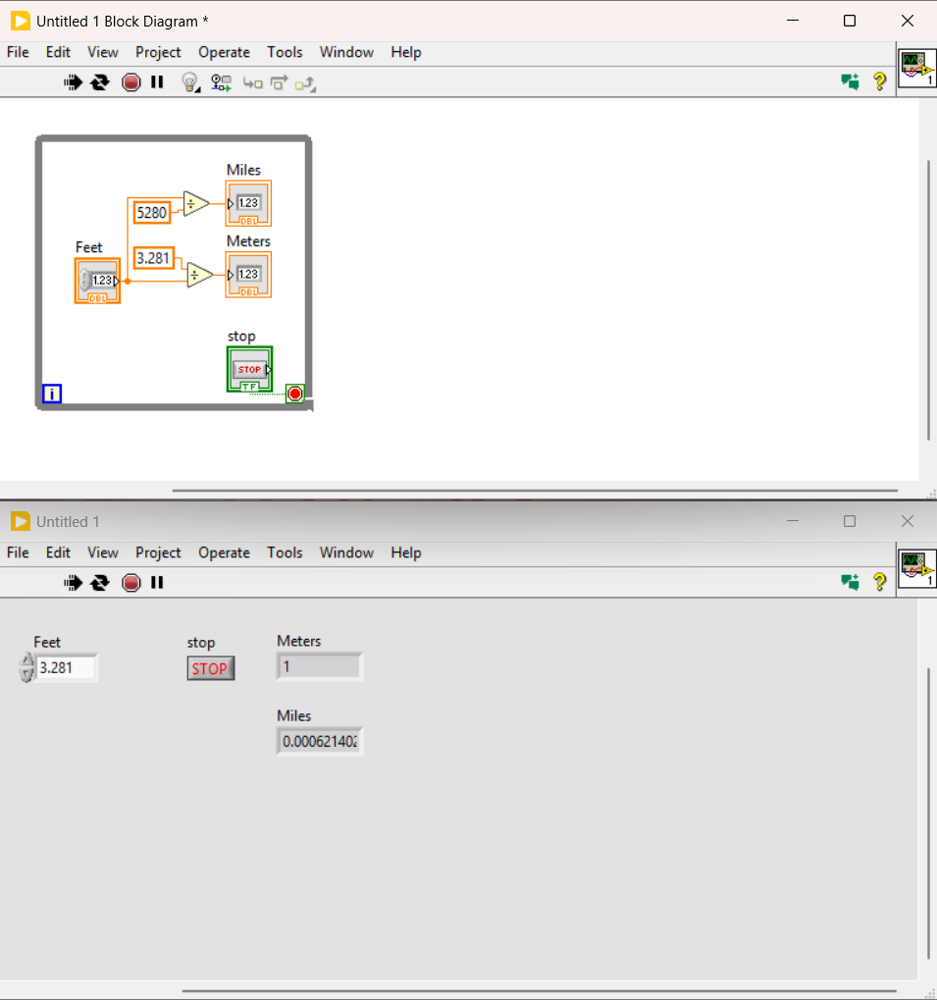 Untitled 1 Block Diagram *
File Edit View Project Operate Tools Window Help
1
Miles
5280
1.23
DBL
Meters
Feet
3.281
1.23
DBL
1.23
DBL
stop
STOP
TF
i
Untitled 1
File Edit View Project Operate Tools Window Help
1
Feet
3.281
stop
STOP
Meters
1
Miles
0.000621402